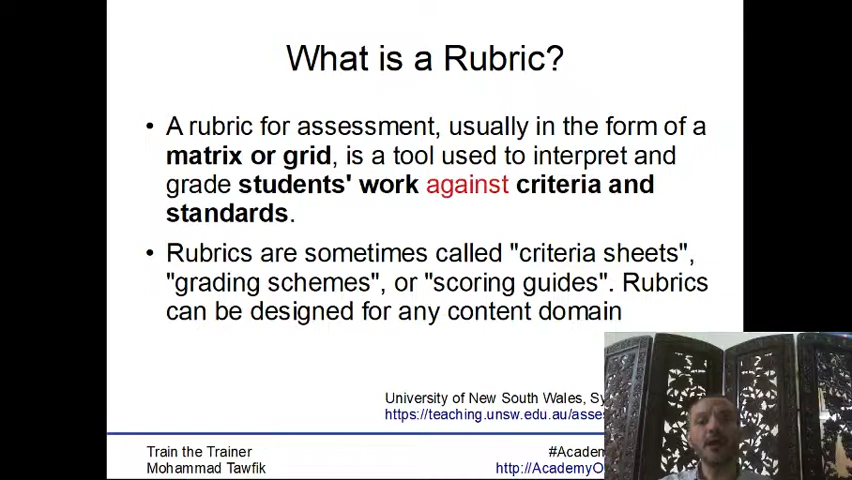 What is a Rubric?
• A rubric for assessment, usually in the form of a
matrix or grid, is a tool used to interpret and
grade students' work against criteria and
standards.
• Rubrics are sometimes called "criteria sheets",
"grading schemes", or "scoring guides". Rubrics
can be designed for any content domain
University of New South Wales,
https://teaching.unsw.edu.au/asse
Train the Trainer
Mohammad Tawfik
#Academ
http://AcademyO